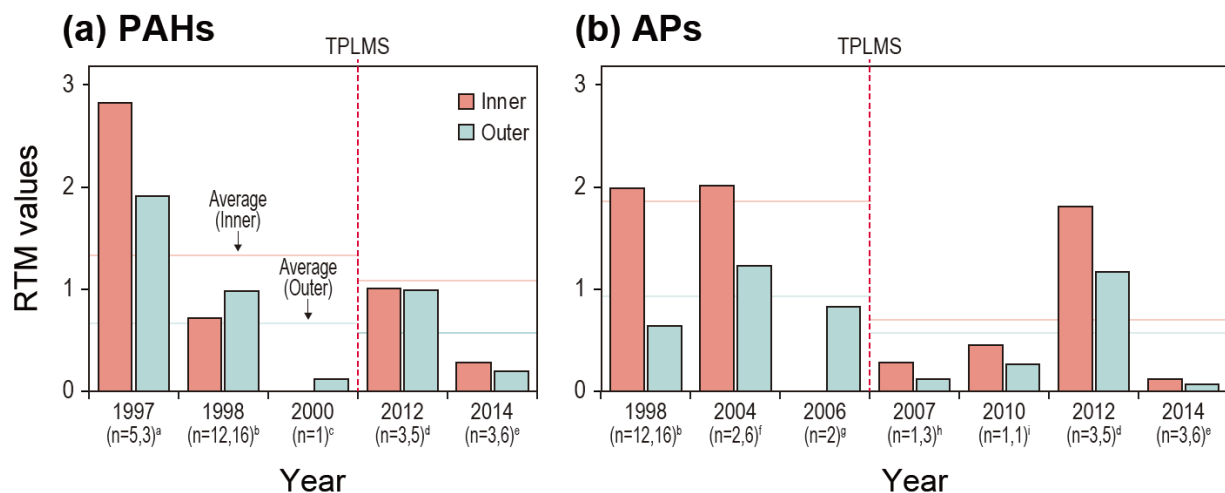 (a) PAHs
TPLMS
3
2
1
0
RTM values
Inner
Outer
Average
(Inner)
Average
(Outer)
1997 1998 2000 2012 2014
(n=5,3)ᵃ (n=12,16)ᵇ (n=1)ᶜ (n=3,5)ᵈ (n=3,6)ᵉ
Year
(b) APs
TPLMS
3
2
1
0
1998 2004 2006 2007 2010 2012 2014
(n=12,16)ᵇ (n=2,6)ᶠ (n=2)ᵍ (n=1,3)ʰ (n=1,1)ⁱ (n=3,5)ᵈ (n=3,6)ᵉ
Year